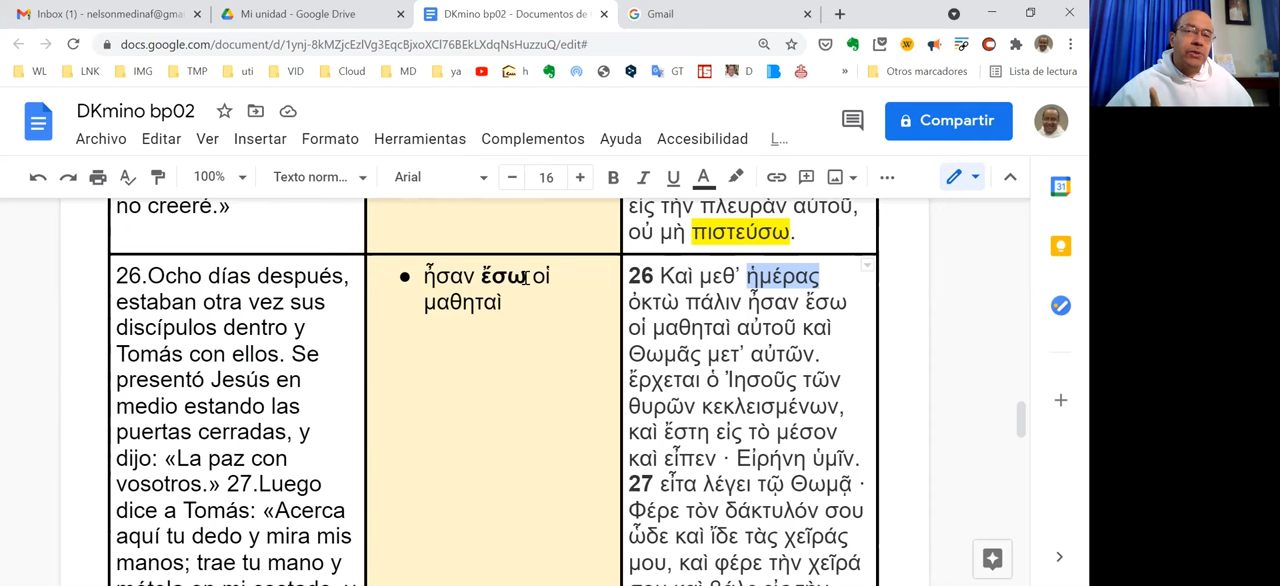 Inbox (1) - nelsonmedinaf@gma
Mi unidad - Google Drive
DKmino bp02 - Documentos de
Gmail
docs.google.com/document/d/1ynj-8kMZjcEzlVg3EqcBjxoXCl76BEkLXdqNsHuzzuQ/edit#
WL LNK IMG TMP uti VID Cloud MD ya h GT D » Otros marcadores Lista de lectura
DKmino bp02
Compartir
Archivo Editar Ver Insertar Formato Herramientas Complementos Ayuda Accesibilidad L...
100% Texto norm... Arial 16 B I U A
31
no creeré.»
26.Ocho días después,
estaban otra vez sus
discípulos dentro y
Tomás con ellos. Se
presentó Jesús en
medio estando las
puertas cerradas, y
dijo: «La paz con
vosotros.» 27.Luego
dice a Tomás: «Acerca
aquí tu dedo y mira mis
manos; trae tu mano y
● ἦσαν ἔσω οἱ
μαθηταὶ
εἰς τὴν πλευρὰν αὐτοῦ,
οὐ μὴ πιστεύσω.
26 Καὶ μεθ’ ἡμέρας
ὀκτὼ πάλιν ἦσαν ἔσω
οἱ μαθηταὶ αὐτοῦ καὶ
Θωμᾶς μετ’ αὐτῶν.
ἔρχεται ὁ Ἰησοῦς τῶν
θυρῶν κεκλεισμένων,
καὶ ἔστη εἰς τὸ μέσον
καὶ εἶπεν · Εἰρήνη ὑμῖν.
27 εἶτα λέγει τῷ Θωμᾷ ·
Φέρε τὸν δάκτυλόν σου
ὧδε καὶ ἴδε τὰς χεῖράς
μου, καὶ φέρε τὴν χεῖρά